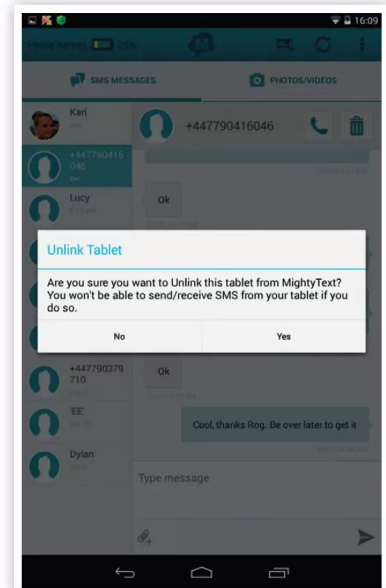 16:09
Phone Battery 20%
SMS MESSAGES
PHOTOS/VIDEOS
Kari
+447790416046
+447790416
046
Lucy
Ok
Unlink Tablet
Are you sure you want to Unlink this tablet from MightyText?
You won't be able to send/receive SMS from your tablet if you
do so.
No
Yes
+447790379
710
Ok
'EE'
Cool, thanks Rog. Be over later to get it
Dylan
Type message